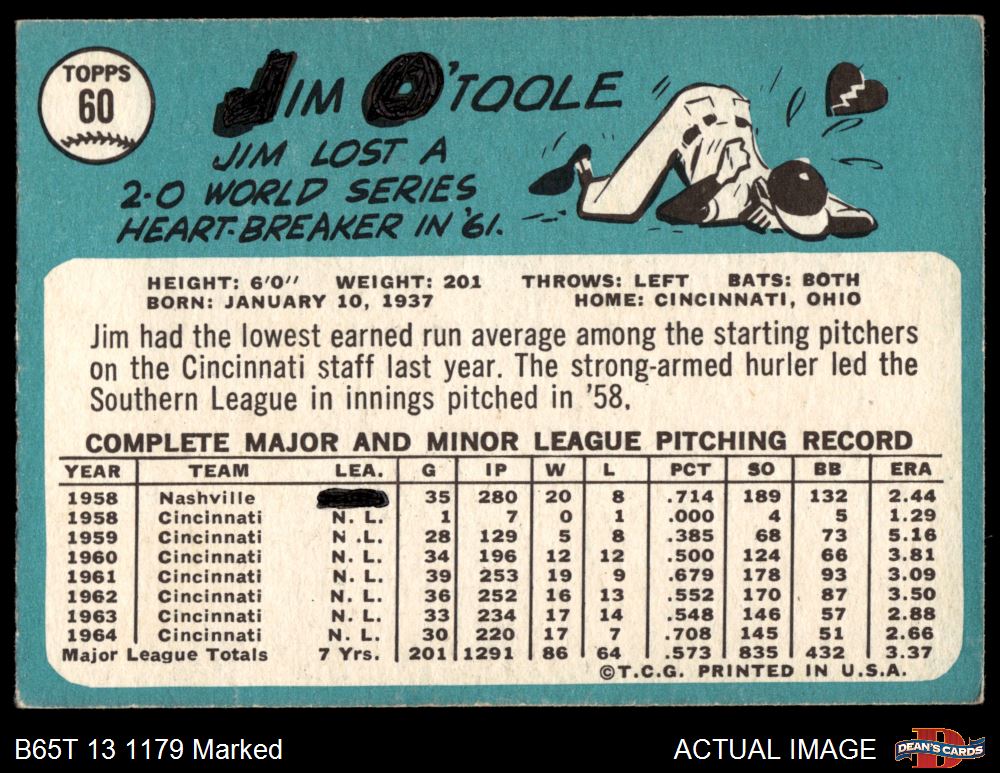 TOPPS
60
JIM O'TOOLE
JIM LOST A
2-0 WORLD SERIES
HEART-BREAKER IN '61.
HEIGHT: 6'0" WEIGHT: 201 THROWS: LEFT BATS: BOTH
BORN: JANUARY 10, 1937 HOME: CINCINNATI, OHIO
Jim had the lowest earned run average among the starting pitchers
on the Cincinnati staff last year. The strong-armed hurler led the
Southern League in innings pitched in '58.
COMPLETE MAJOR AND MINOR LEAGUE PITCHING RECORD
YEAR TEAM LEA. G IP W L PCT SO BB ERA
1958 Nashville 35 280 20 8 .714 189 132 2.44
1958 Cincinnati N. L. 1 7 0 1 .000 4 5 1.29
1959 Cincinnati N .L. 28 129 5 8 .385 68 73 5.16
1960 Cincinnati N. L. 34 196 12 12 .500 124 66 3.81
1961 Cincinnati N. L. 39 253 19 9 .679 178 93 3.09
1962 Cincinnati N. L. 36 252 16 13 .552 170 87 3.50
1963 Cincinnati N. L. 33 234 17 14 .548 146 57 2.88
1964 Cincinnati N. L. 30 220 17 7 .708 145 51 2.66
Major League Totals 7 Yrs. 201 1291 86 64 .573 835 432 3.37
©T.C.G. PRINTED IN U.S.A.
B65T 13 1179 Marked
ACTUAL IMAGE
DEAN'S CARDS